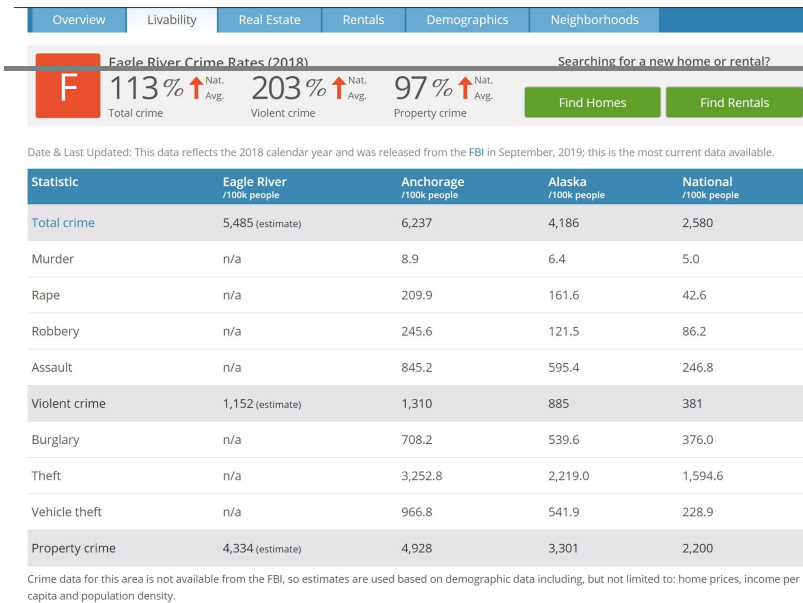 Overview Livability Real Estate Rentals Demographics Neighborhoods
F
Eagle River Crime Rates (2018)
113% Nat. Avg. 203% Nat. Avg. 97% Nat. Avg.
Total crime Violent crime Property crime
Searching for a new home or rental?
Find Homes Find Rentals
Date & Last Updated: This data reflects the 2018 calendar year and was released from the FBI in September, 2019; this is the most current data available.
Statistic Eagle River Anchorage Alaska National
/100k people /100k people /100k people /100k people
Total crime 5,485 (estimate) 6,237 4,186 2,580
Murder n/a 8.9 6.4 5.0
Rape n/a 209.9 161.6 42.6
Robbery n/a 245.6 121.5 86.2
Assault n/a 845.2 595.4 246.8
Violent crime 1,152 (estimate) 1,310 885 381
Burglary n/a 708.2 539.6 376.0
Theft n/a 3,252.8 2,219.0 1,594.6
Vehicle theft n/a 966.8 541.9 228.9
Property crime 4,334 (estimate) 4,928 3,301 2,200
Crime data for this area is not available from the FBI, so estimates are used based on demographic data including, but not limited to: home prices, income per
capita and population density.